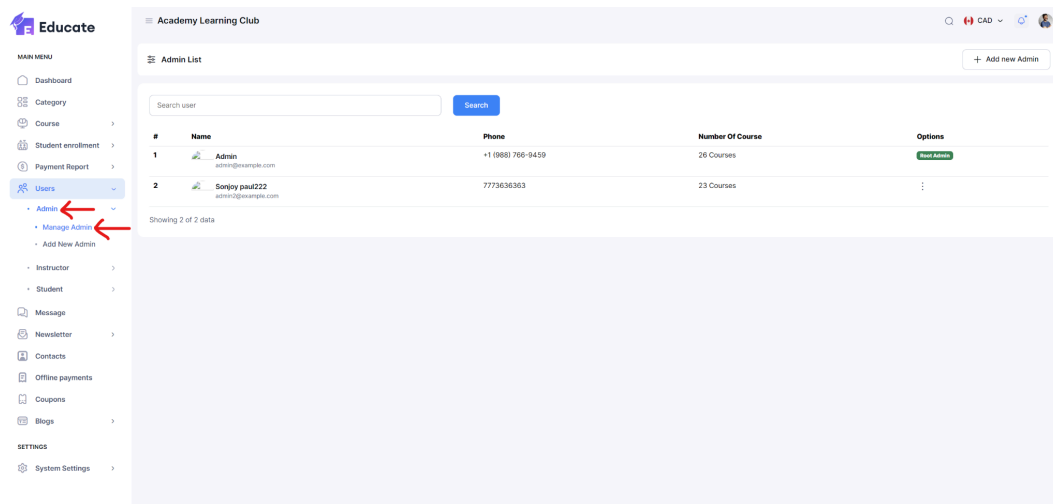 Educate
MAIN MENU
Dashboard
Category
Course
Student enrollment
Payment Report
Users
Admin
Manage Admin
Add New Admin
Instructor
Student
Message
Newsletter
Contacts
Offline payments
Coupons
Blogs
SETTINGS
System Settings
Academy Learning Club
CAD
Admin List
+ Add new Admin
Search user
Search
# Name Phone Number Of Course Options
1 Admin +1 (988) 766-9459 26 Courses Root Admin
admin@example.com
2 Sonjoy paul222 7773636363 23 Courses
admin2@example.com
Showing 2 of 2 data